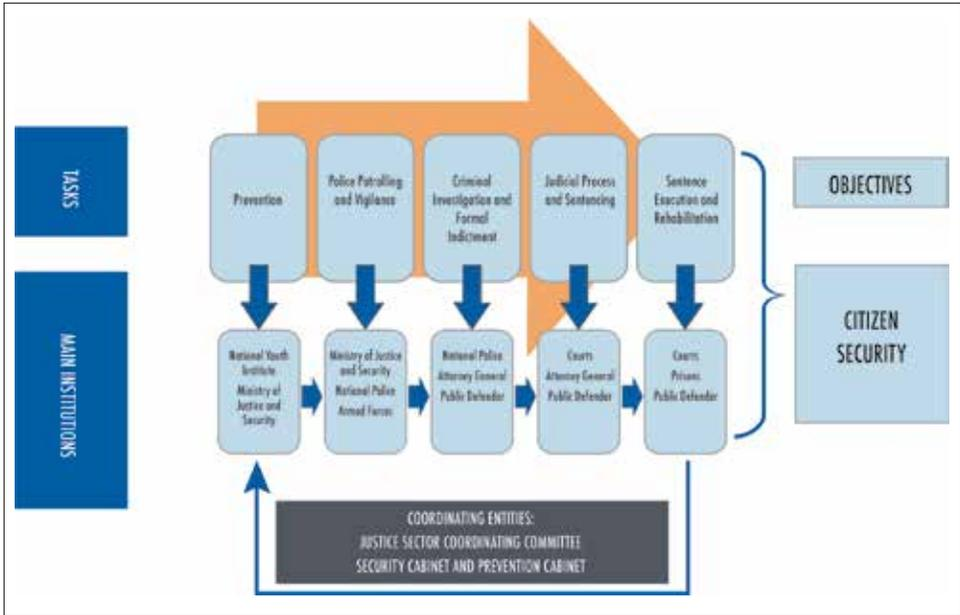 TASKS
Prevention
Police Patrolling
and Vigilance
Criminal
Investigation and
Formal
Indictment
Judicial Process
and Sentencing
Sentence
Execution and
Rehabilitation
OBJECTIVES
MAIN INSTITUTIONS
National Youth
Institute
Ministry of
Justice and
Security
Ministry of Justice
and Security
National Police
Armed Forces
National Police
Attorney General
Public Defender
Courts
Attorney General
Public Defender
Courts
Prisons
Public Defender
CITIZEN
SECURITY
COORDINATING ENTITIES:
JUSTICE SECTOR COORDINATING COMMITTEE
SECURITY CABINET AND PREVENTION CABINET